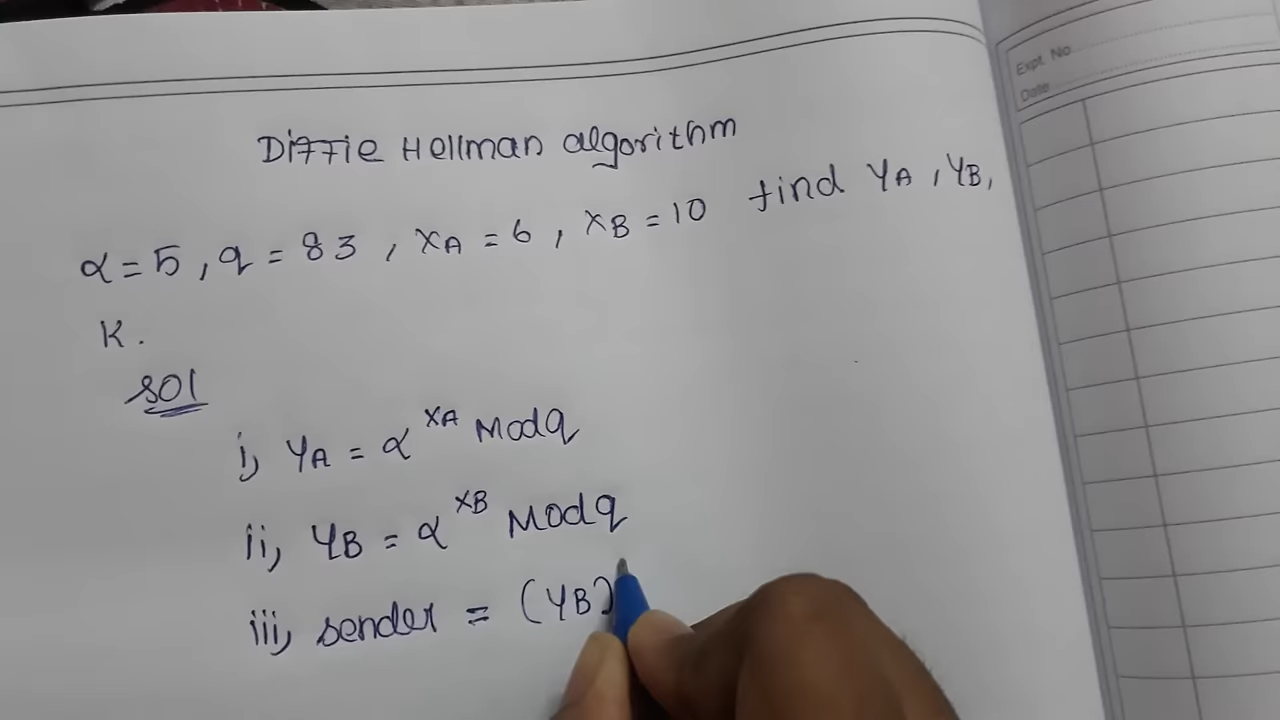 Expt. No
Date
Diffie Hellman algorithm
α = 5 , q = 83 , XA = 6 , XB = 10 find YA , YB,
K.
Sol
i, YA = α^XA Mod q
ii, YB = α^XB Mod q
iii, sender = (YB)